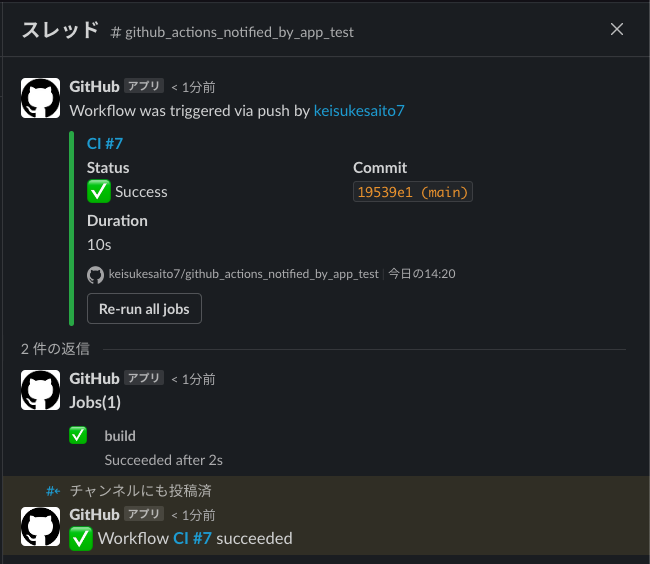 スレッド # github_actions_notified_by_app_test
GitHub アプリ < 1分前
Workflow was triggered via push by keisukesaito7
CI #7
Status Commit
Success 19539e1 (main)
Duration
10s
keisukesaito7/github_actions_notified_by_app_test | 今日の14:20
Re-run all jobs
2 件の返信
GitHub アプリ < 1分前
Jobs(1)
build
Succeeded after 2s
チャンネルにも投稿済
GitHub アプリ < 1分前
Workflow CI #7 succeeded